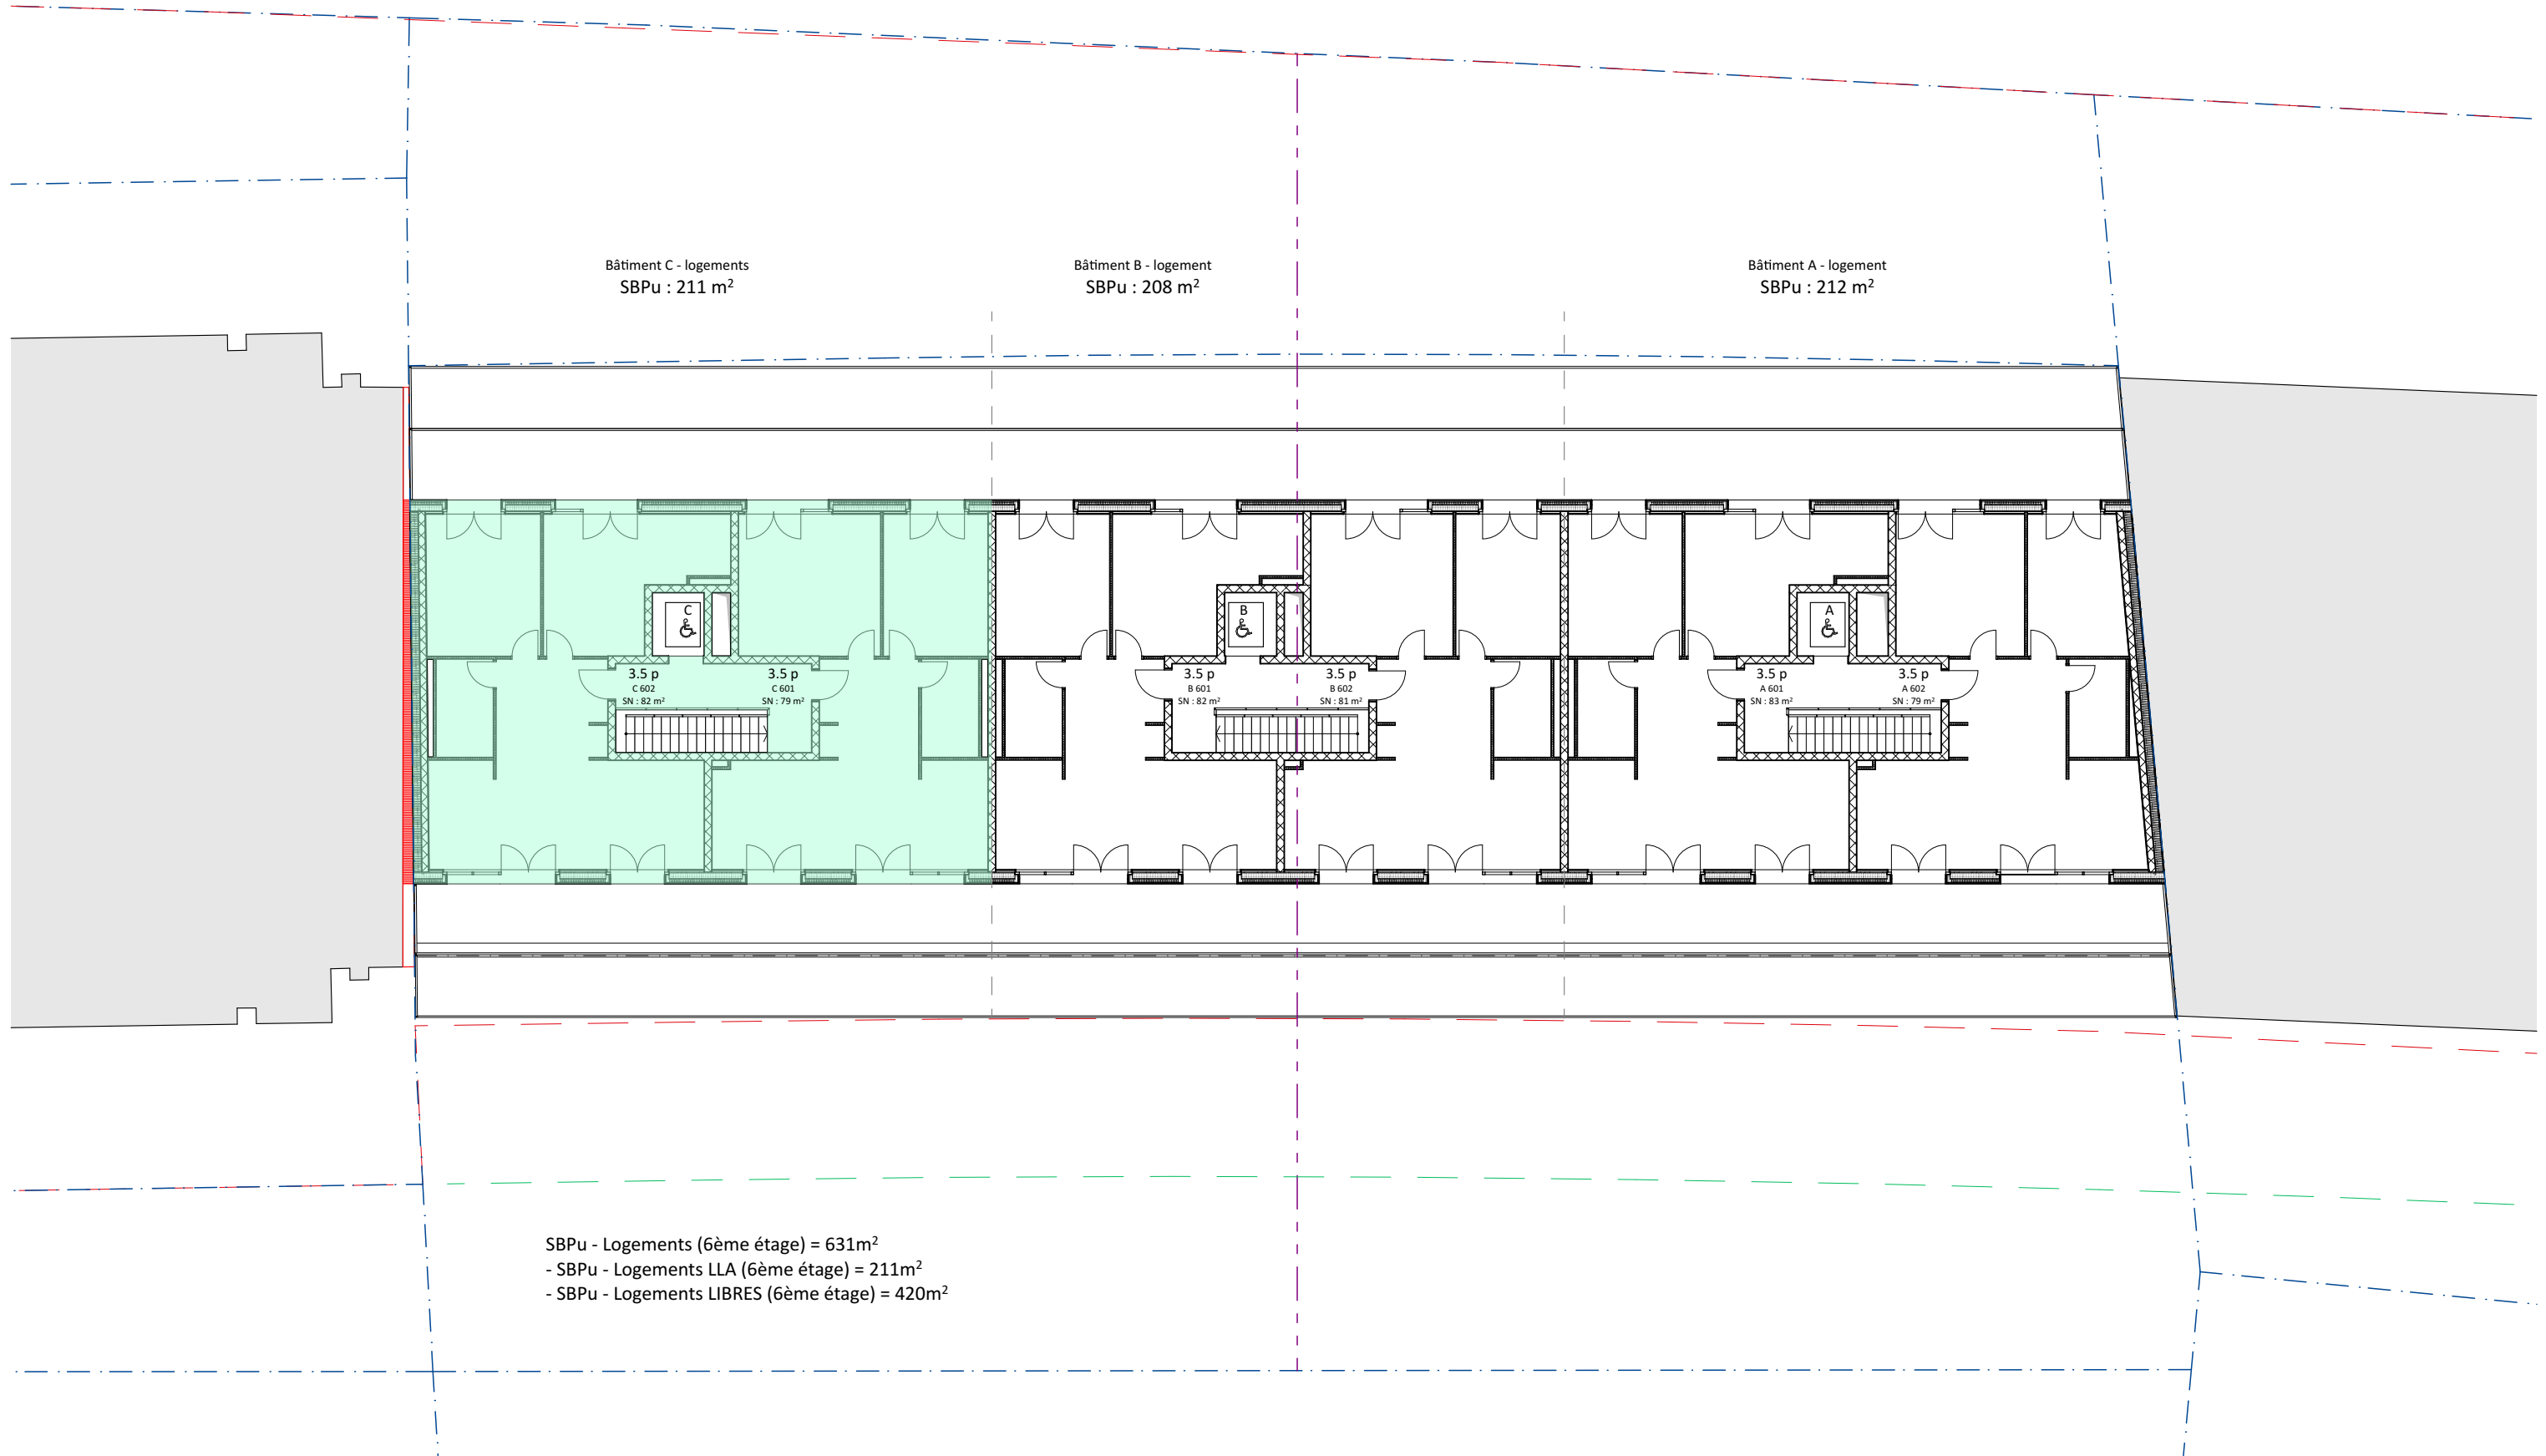 Bâtiment C - logements
SBPu : 211 m²
Bâtiment B - logement
SBPu : 208 m²
Bâtiment A - logement
SBPu : 212 m²
C
B
A
3.5 p
C 602
SN : 82 m²
3.5 p
C 601
SN : 79 m²
3.5 p
B 601
SN : 82 m²
3.5 p
B 602
SN : 81 m²
3.5 p
A 601
SN : 83 m²
3.5 p
A 602
SN : 79 m²
SBPu - Logements (6ème étage) = 631m²
- SBPu - Logements LLA (6ème étage) = 211m²
- SBPu - Logements LIBRES (6ème étage) = 420m²